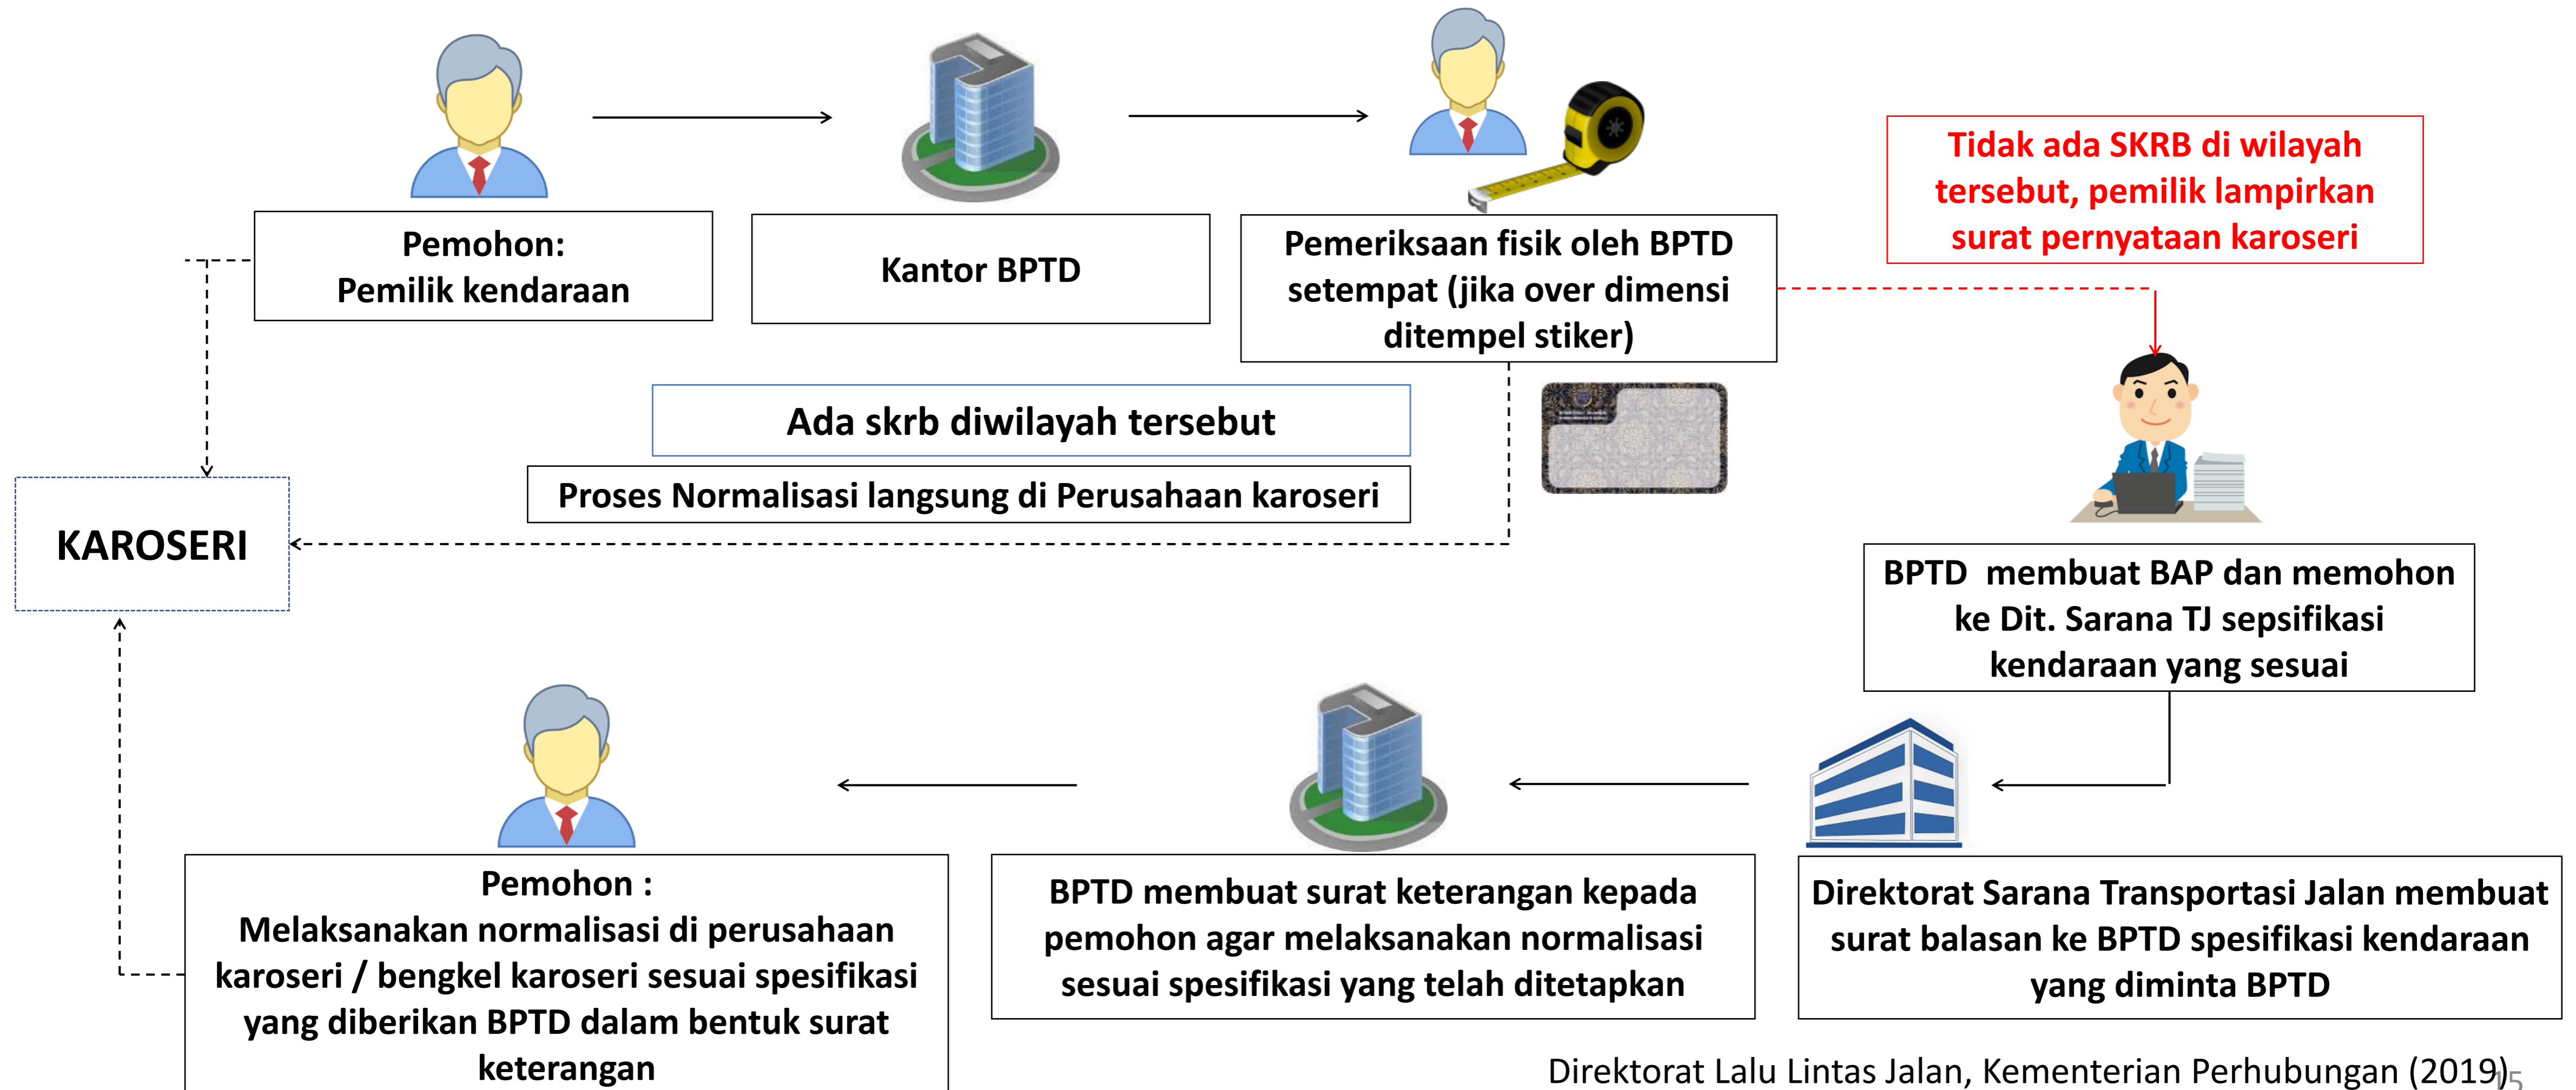 Tidak ada SKRB di wilayah
tersebut, pemilik lampirkan
surat pernyataan karoseri
Pemohon:
Pemilik kendaraan
Kantor BPTD
Pemeriksaan fisik oleh BPTD
setempat (jika over dimensi
ditempel stiker)
Ada skrb diwilayah tersebut
Proses Normalisasi langsung di Perusahaan karoseri
KAROSERI
BPTD membuat BAP dan memohon
ke Dit. Sarana TJ sepsifikasi
kendaraan yang sesuai
Direktorat Sarana Transportasi Jalan membuat
surat balasan ke BPTD spesifikasi kendaraan
yang diminta BPTD
BPTD membuat surat keterangan kepada
pemohon agar melaksanakan normalisasi
sesuai spesifikasi yang telah ditetapkan
Pemohon :
Melaksanakan normalisasi di perusahaan
karoseri / bengkel karoseri sesuai spesifikasi
yang diberikan BPTD dalam bentuk surat
keterangan
Direktorat Lalu Lintas Jalan, Kementerian Perhubungan (2019)
15